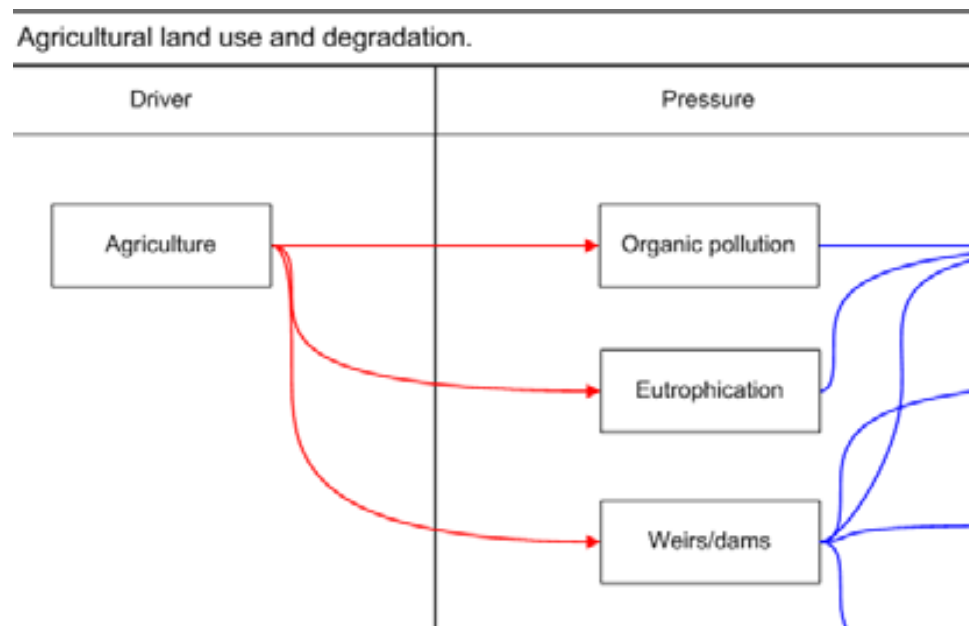 Agricultural land use and degradation.
Driver
Pressure
Agriculture
Organic pollution
Eutrophication
Weirs/dams